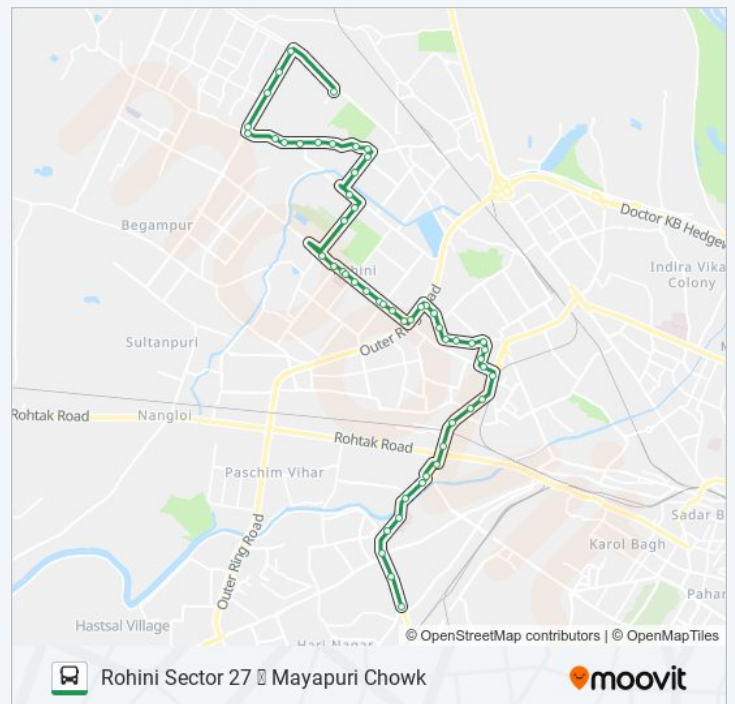 Doctor KB Hedgew
Begampur
Indira Vika
Colony
Rohini
Outer Ring Road
Sultanpuri
Rohtak Road
Nangloi
Rohtak Road
Paschim Vihar
Sadar B
Karol Bagh
Outer Ring Road
Pahar
Hastsal Village
Hari Nagar
© OpenStreetMap contributors | © OpenMapTiles
Rohini Sector 27 Mayapuri Chowk
moovit